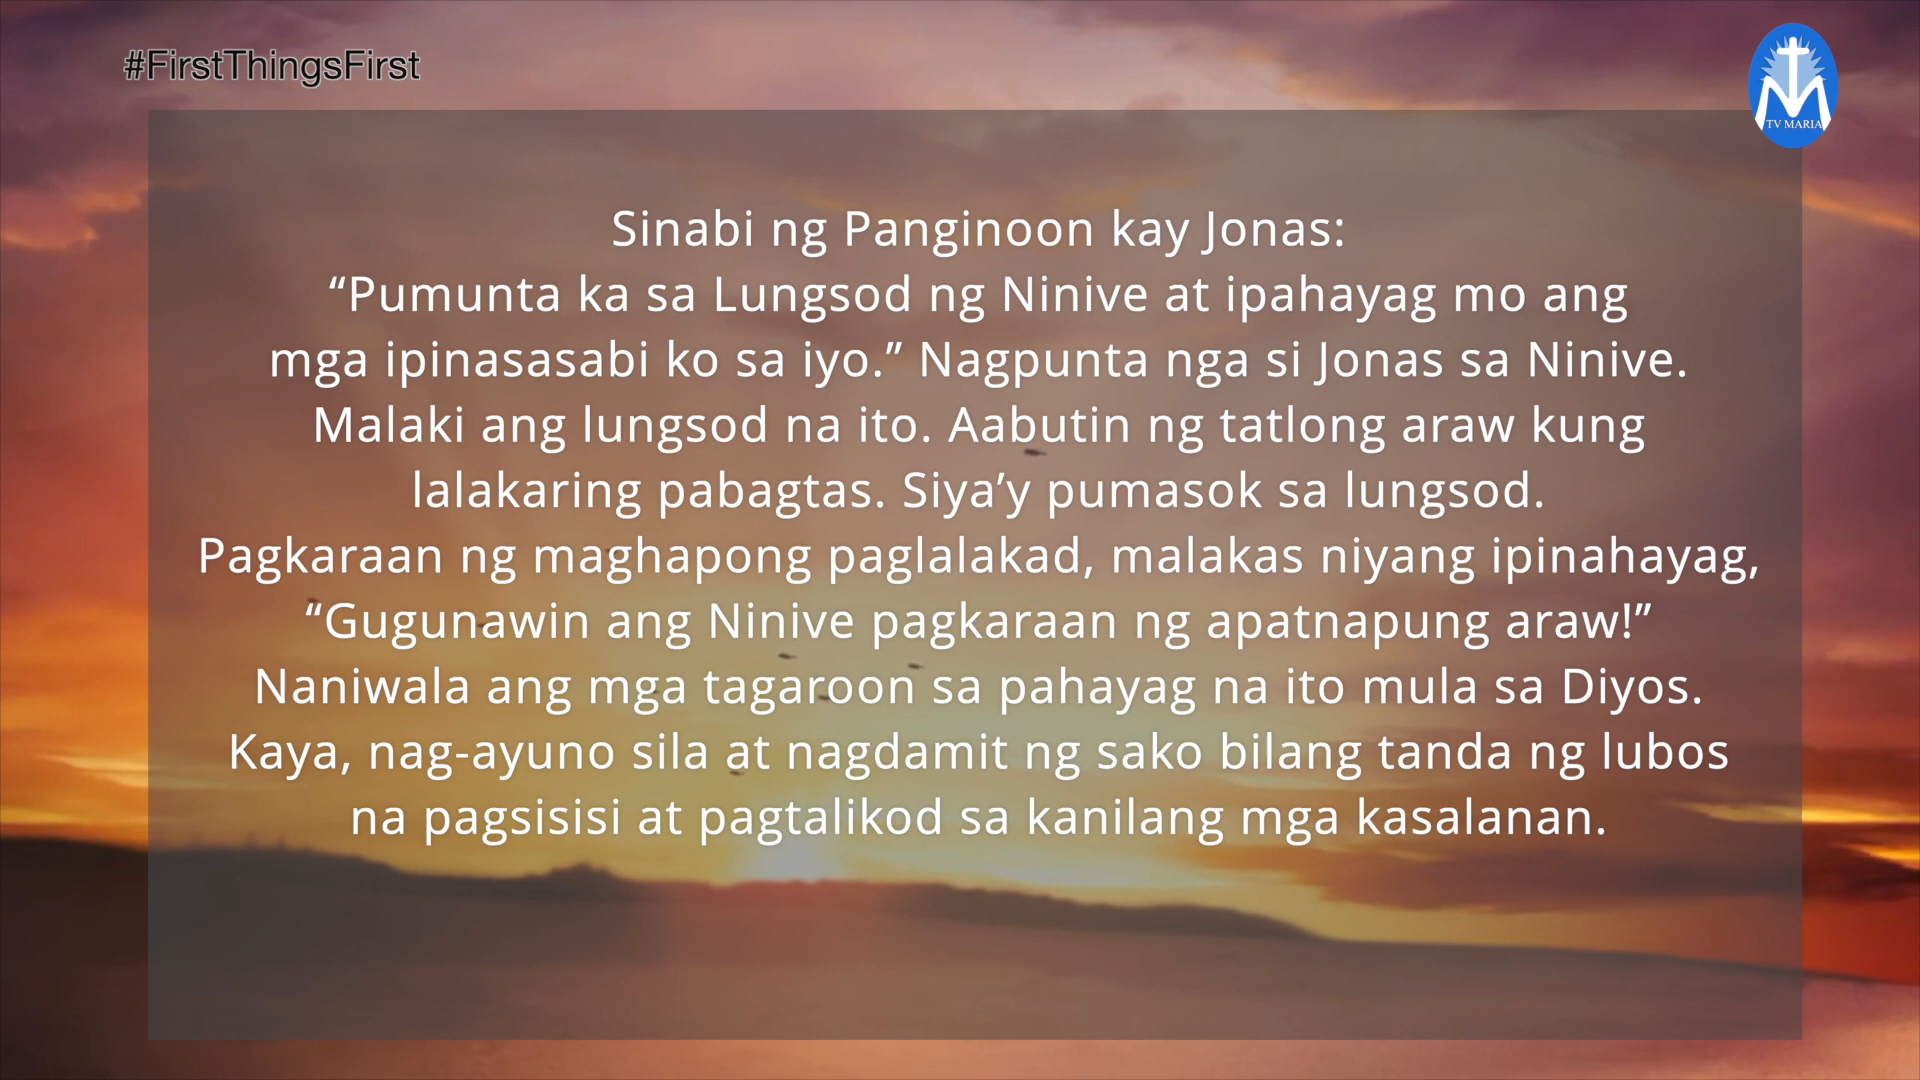 #FirstThingsFirst
TV MARIA
Sinabi ng Panginoon kay Jonas:
“Pumunta ka sa Lungsod ng Ninive at ipahayag mo ang
mga ipinasasabi ko sa iyo.” Nagpunta nga si Jonas sa Ninive.
Malaki ang lungsod na ito. Aabutin ng tatlong araw kung
lalakaring pabagtas. Siya’y pumasok sa lungsod.
Pagkaraan ng maghapong paglalakad, malakas niyang ipinahayag,
“Gugunawin ang Ninive pagkaraan ng apatnapung araw!”
Naniwala ang mga tagaroon sa pahayag na ito mula sa Diyos.
Kaya, nag-ayuno sila at nagdamit ng sako bilang tanda ng lubos
na pagsisisi at pagtalikod sa kanilang mga kasalanan.